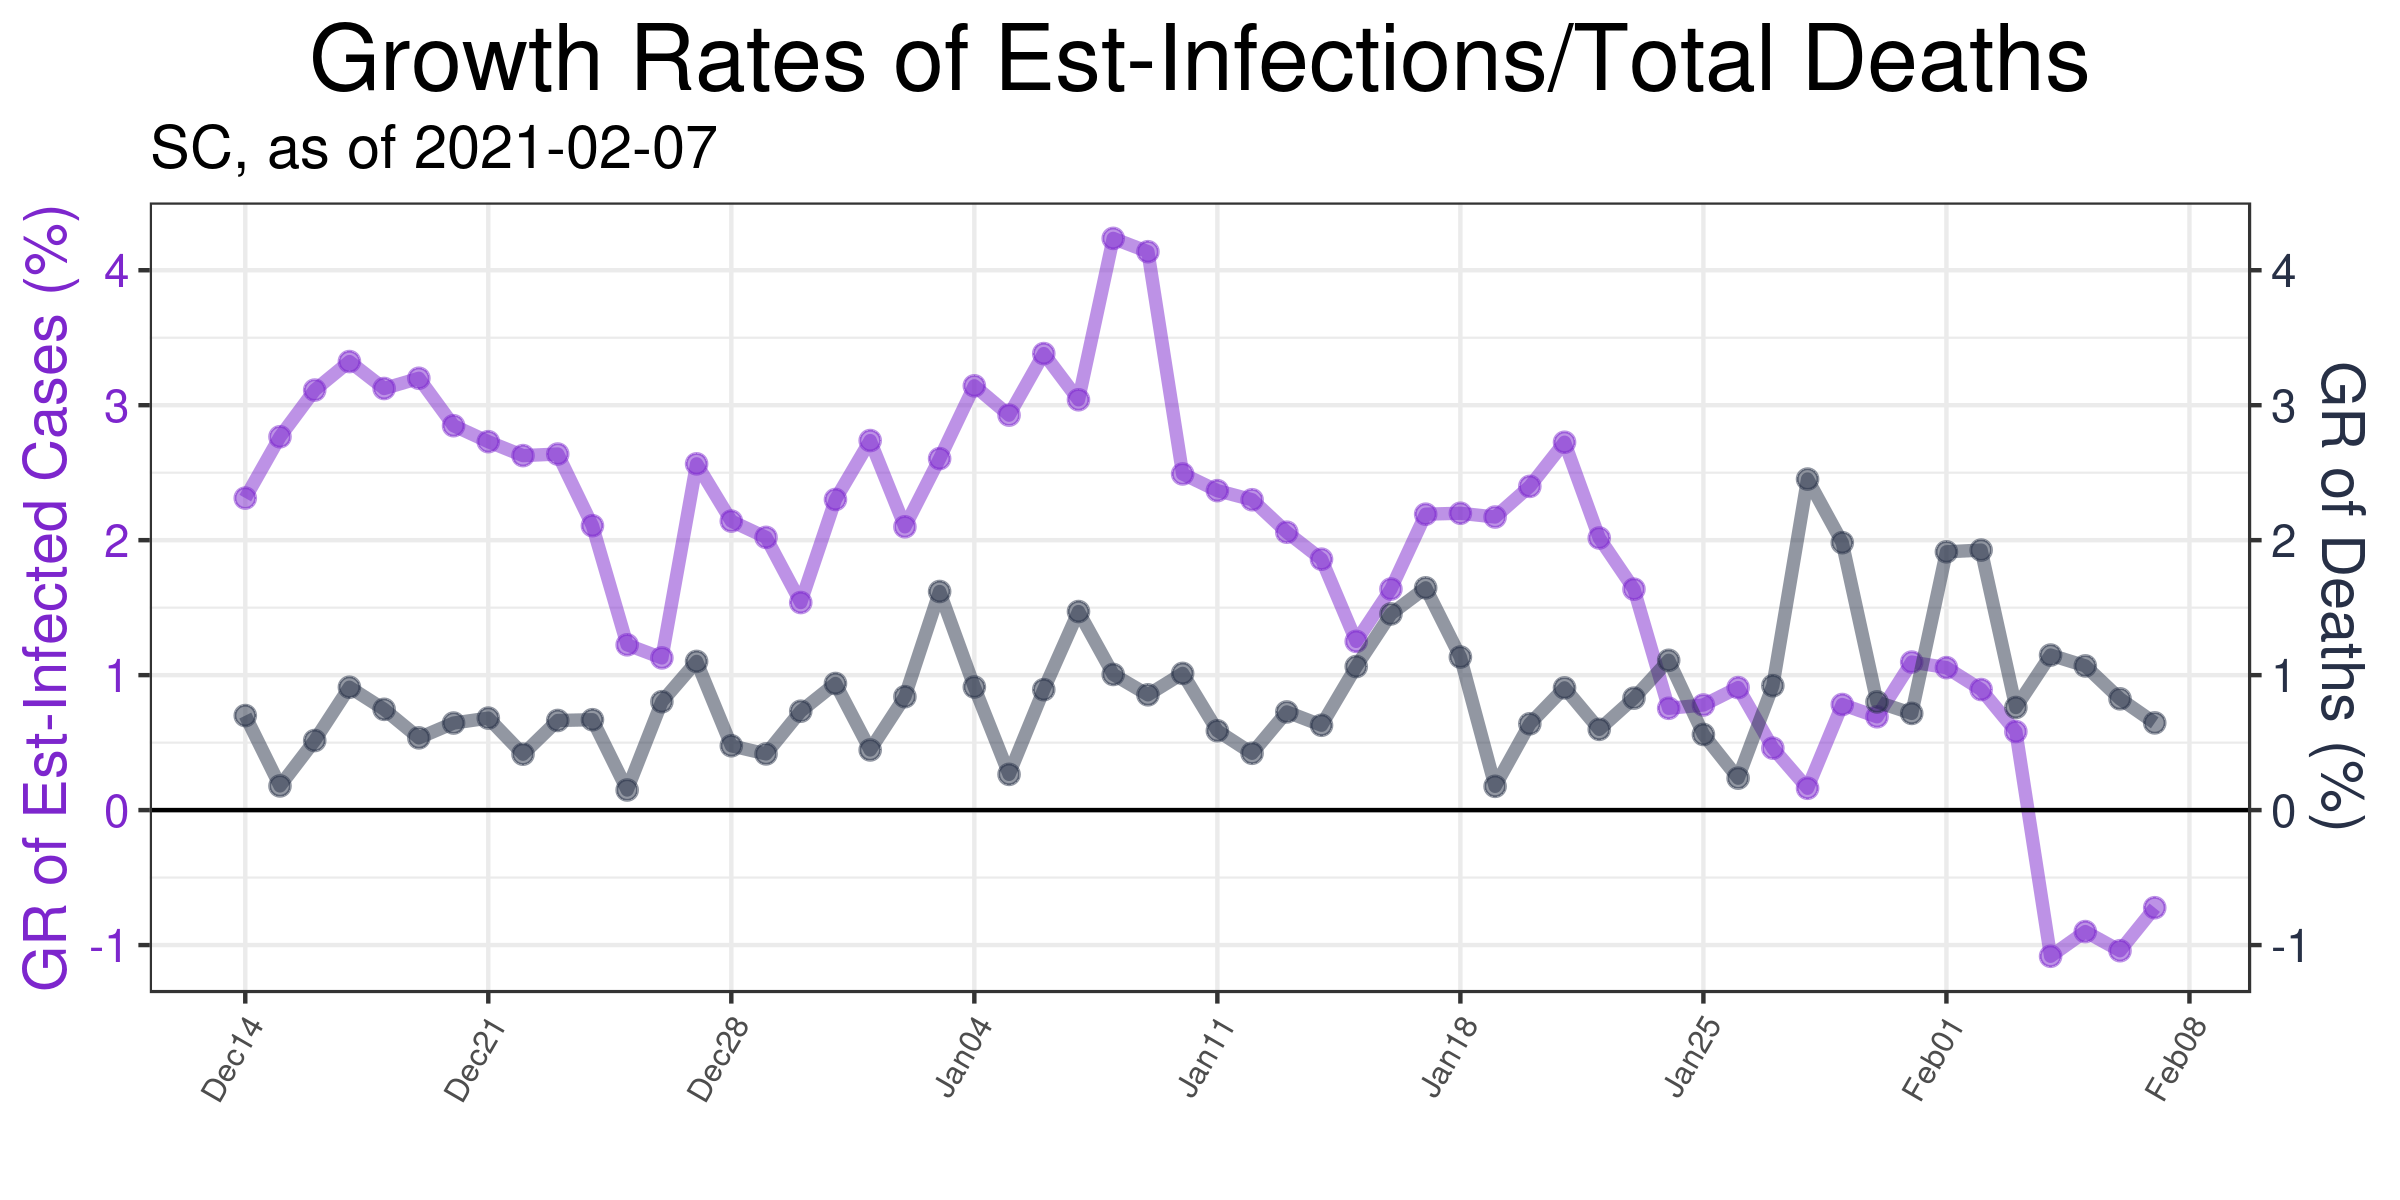 Growth Rates of Est-Infections/Total Deaths
SC, as of 2021-02-07
GR of Est-Infected Cases (%)
4
3
2
1
0
-1
4
3
2
1
0
-1
GR of Deaths (%)
Dec14
Dec21
Dec28
Jan04
Jan11
Jan18
Jan25
Feb01
Feb08